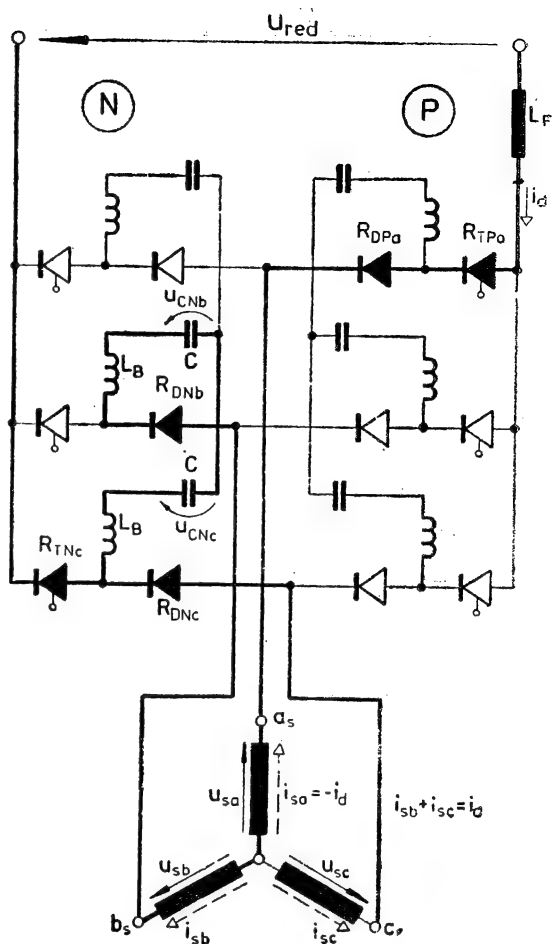 u_red
N
P
L_F
i_d
R_DPa
R_TPa
u_CNb
C
L_B
R_DNb
C
L_B
u_CNc
R_TNc
R_DNc
a_s
u_sa
i_sa = -i_d
i_sb + i_sc = i_d
u_sb
u_sc
b_s
i_sb
i_sc
c_s